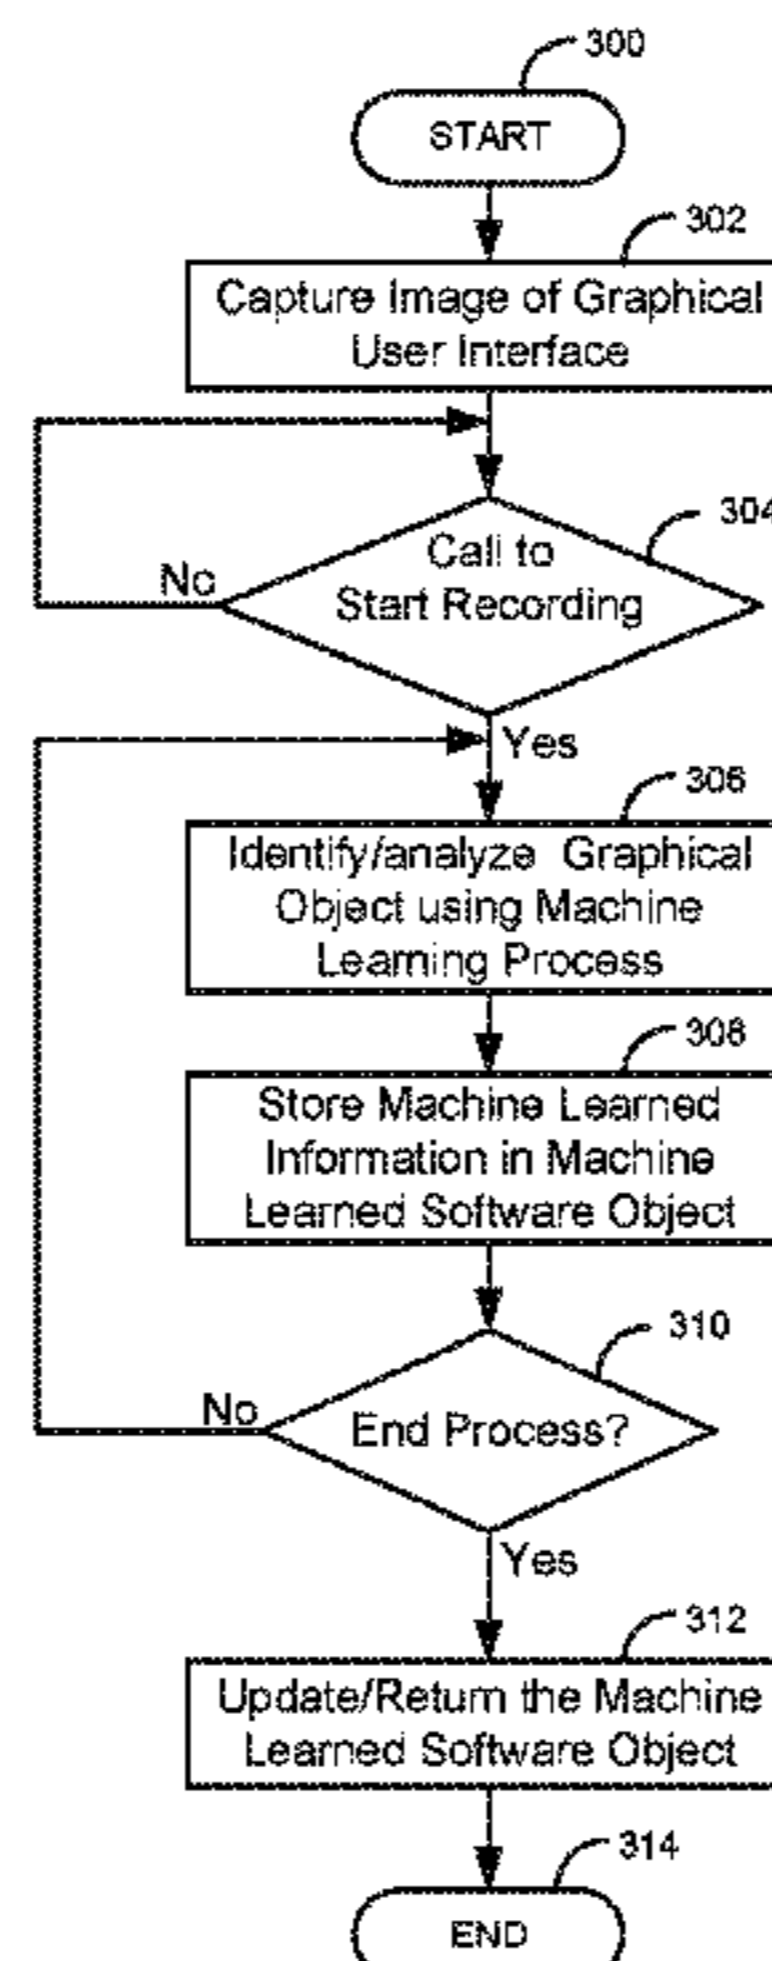 300
START
302
Capture Image of Graphical
User Interface
304
Call to
Start Recording
No
Yes
306
Identify/analyze Graphical
Object using Machine
Learning Process
308
Store Machine Learned
Information in Machine
Learned Software Object
310
End Process?
No
Yes
312
Update/Return the Machine
Learned Software Object
314
END